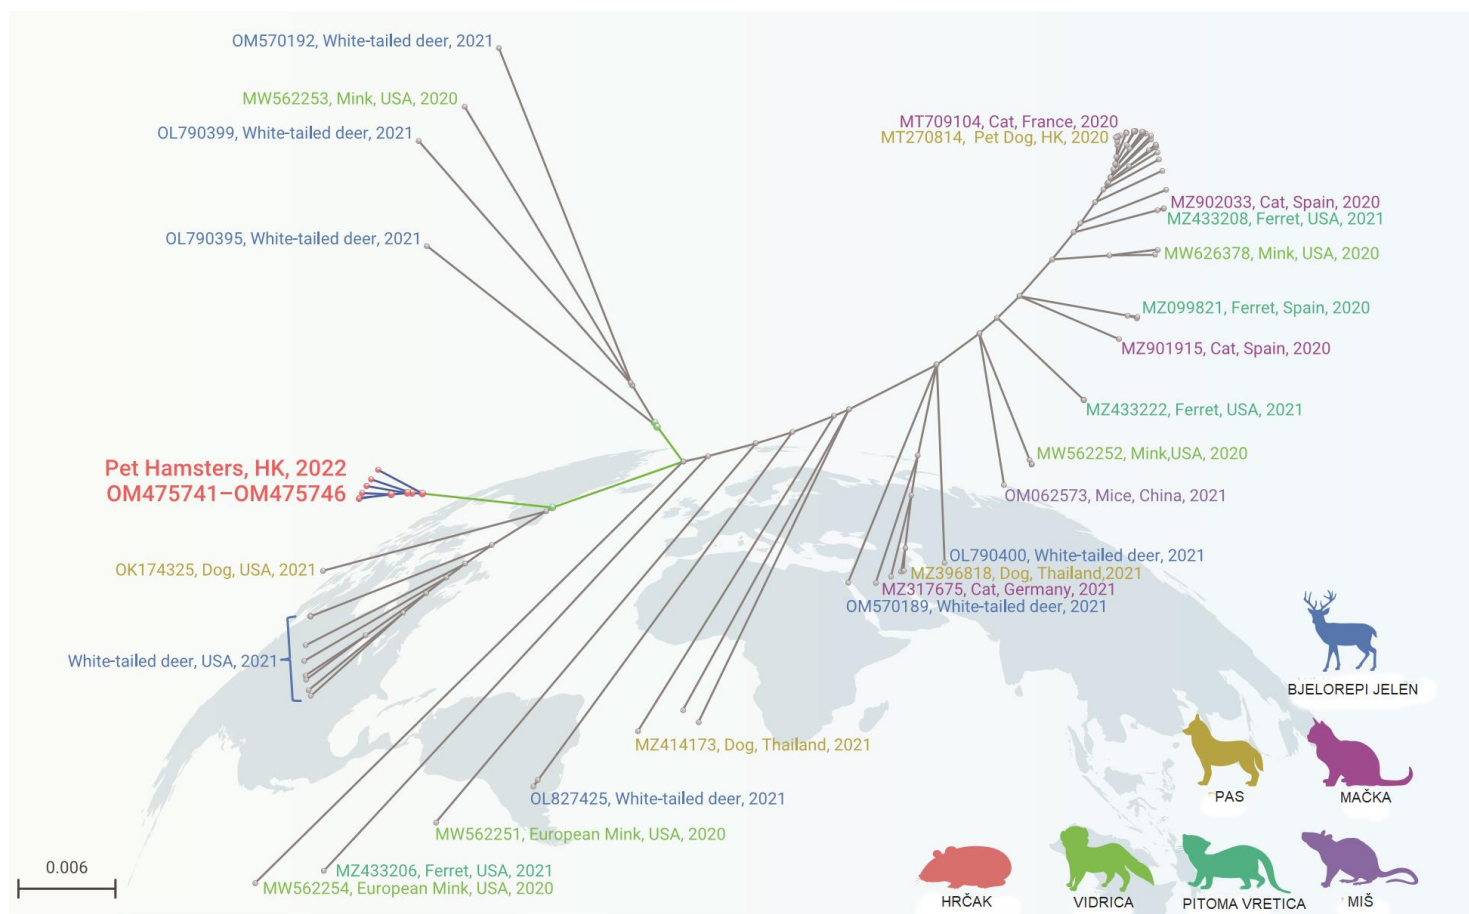 OM570192, White-tailed deer, 2021
MW562253, Mink, USA, 2020
OL790399, White-tailed deer, 2021
OL790395, White-tailed deer, 2021
MT709104, Cat, France, 2020
MT270814, Pet Dog, HK, 2020
MZ902033, Cat, Spain, 2020
MZ433208, Ferret, USA, 2021
MW626378, Mink, USA, 2020
MZ099821, Ferret, Spain, 2020
MZ901915, Cat, Spain, 2020
MZ433222, Ferret, USA, 2021
MW562252, Mink,USA, 2020
OM062573, Mice, China, 2021
Pet Hamsters, HK, 2022
OM475741–OM475746
OK174325, Dog, USA, 2021
White-tailed deer, USA, 2021
OL790400, White-tailed deer, 2021
MZ396818, Dog, Thailand,2021
MZ317675, Cat, Germany, 2021
OM570189, White-tailed deer, 2021
MZ414173, Dog, Thailand, 2021
OL827425, White-tailed deer, 2021
MW562251, European Mink, USA, 2020
MZ433206, Ferret, USA, 2021
MW562254, European Mink, USA, 2020
0.006
BJELOREPI JELEN
PAS
MAČKA
HRČAK
VIDRICA
PITOMA VRETICA
MIŠ